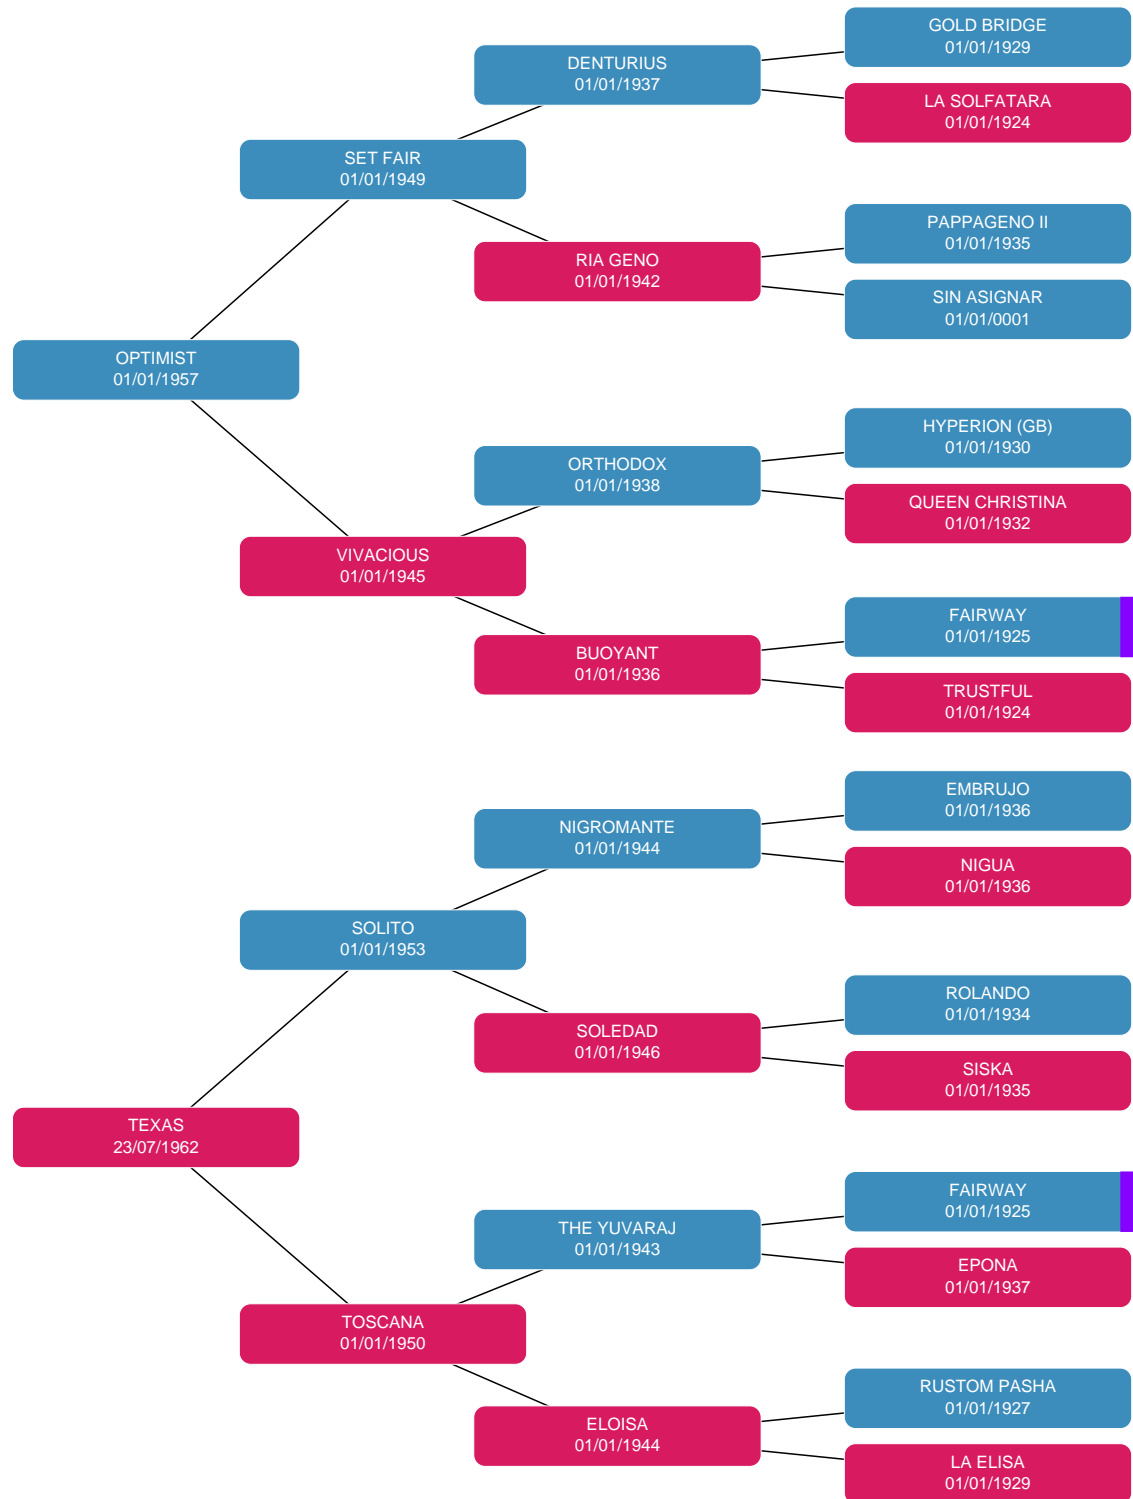 GOLD BRIDGE
01/01/1929
DENTURIUS
01/01/1937
LA SOLFATARA
01/01/1924
SET FAIR
01/01/1949
PAPPAGENO II
01/01/1935
RIA GENO
01/01/1942
SIN ASIGNAR
01/01/0001
OPTIMIST
01/01/1957
HYPERION (GB)
01/01/1930
ORTHODOX
01/01/1938
QUEEN CHRISTINA
01/01/1932
VIVACIOUS
01/01/1945
FAIRWAY
01/01/1925
BUOYANT
01/01/1936
TRUSTFUL
01/01/1924
EMBRUJO
01/01/1936
NIGROMANTE
01/01/1944
NIGUA
01/01/1936
SOLITO
01/01/1953
ROLANDO
01/01/1934
SOLEDAD
01/01/1946
SISKA
01/01/1935
TEXAS
23/07/1962
FAIRWAY
01/01/1925
THE YUVARAJ
01/01/1943
EPONA
01/01/1937
TOSCANA
01/01/1950
RUSTOM PASHA
01/01/1927
ELOISA
01/01/1944
LA ELISA
01/01/1929